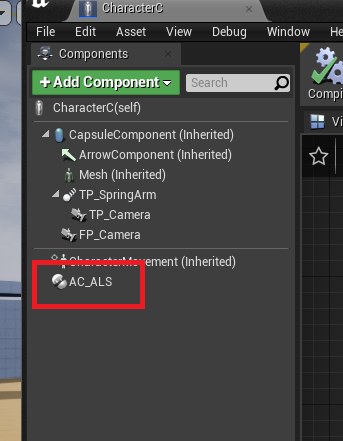 CharacterC
File Edit Asset View Debug Window He
Components
+ Add Component Search
Compi
CharacterC(self)
CapsuleComponent (Inherited)
Vi
ArrowComponent (Inherited)
Mesh (Inherited)
TP_SpringArm
TP_Camera
FP_Camera
CharacterMovement (Inherited)
AC_ALS